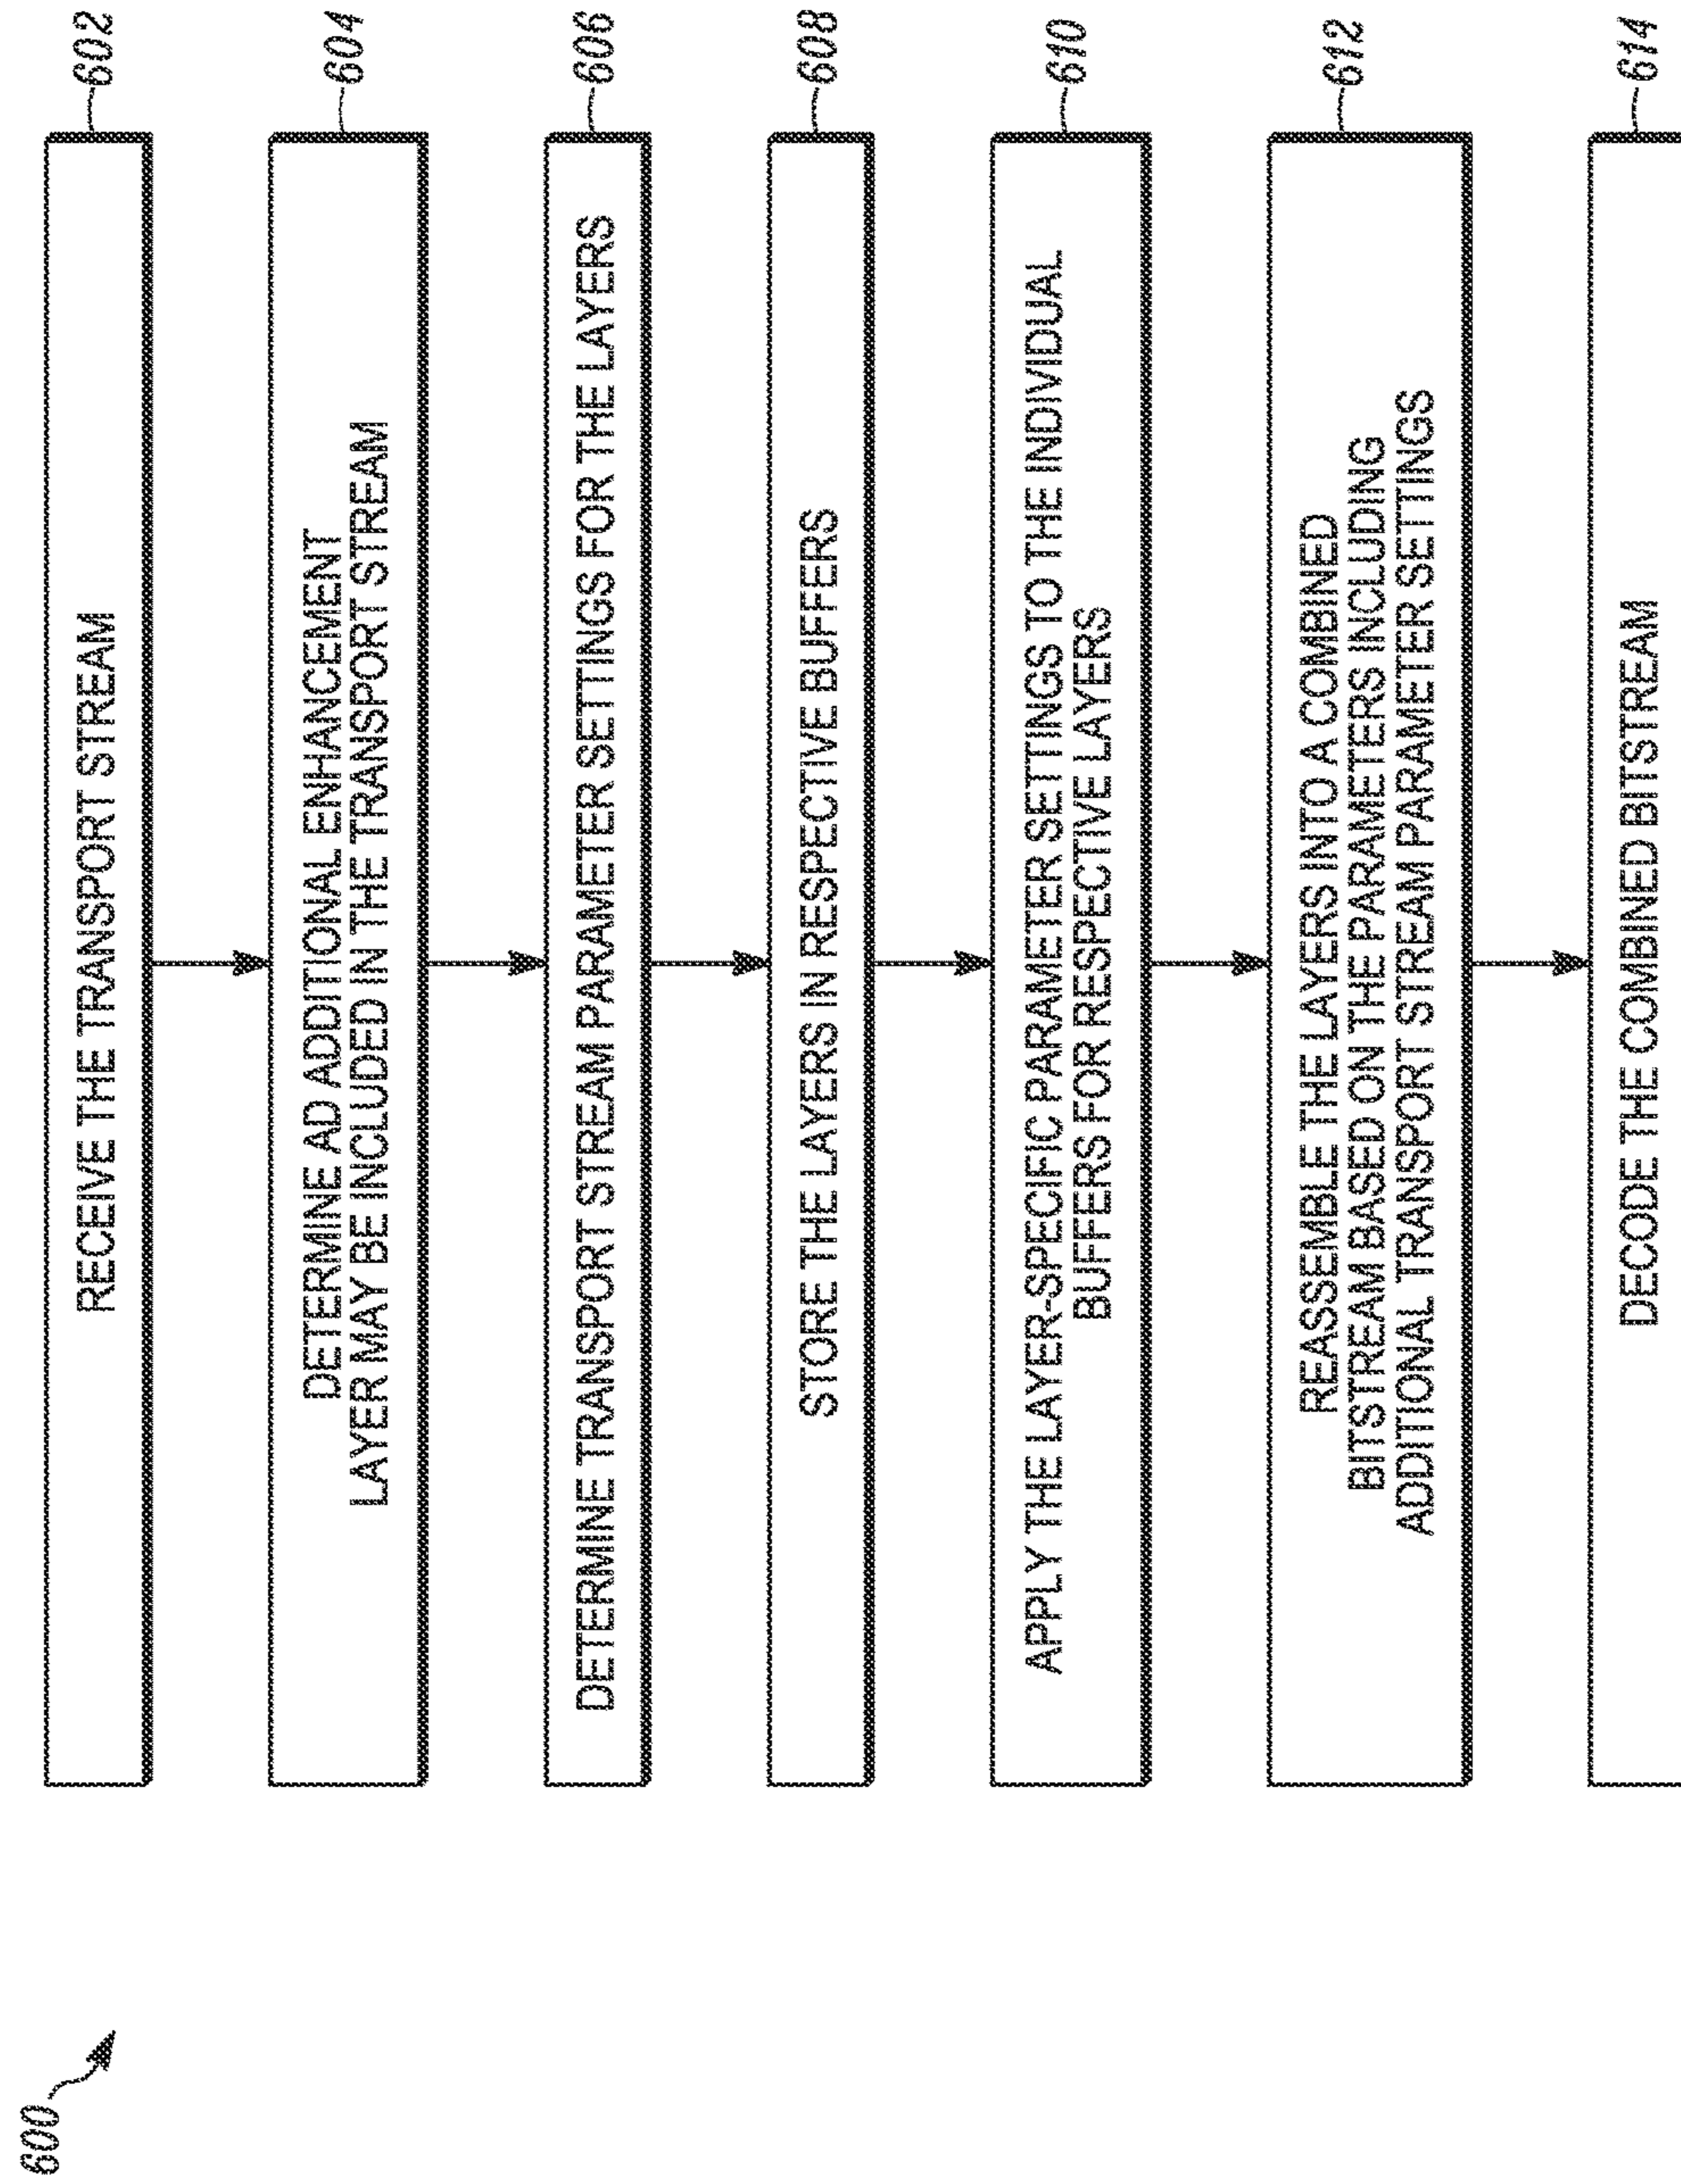 600
RECEIVE THE TRANSPORT STREAM
602
DETERMINE AD ADDITIONAL ENHANCEMENT
LAYER MAY BE INCLUDED IN THE TRANSPORT STREAM
604
DETERMINE TRANSPORT STREAM PARAMETER SETTINGS FOR THE LAYERS
606
STORE THE LAYERS IN RESPECTIVE BUFFERS
608
APPLY THE LAYER-SPECIFIC PARAMETER SETTINGS TO THE INDIVIDUAL
BUFFERS FOR RESPECTIVE LAYERS
610
REASSEMBLE THE LAYERS INTO A COMBINED
BITSTREAM BASED ON THE PARAMETERS INCLUDING
ADDITIONAL TRANSPORT STREAM PARAMETER SETTINGS
612
DECODE THE COMBINED BITSTREAM
614